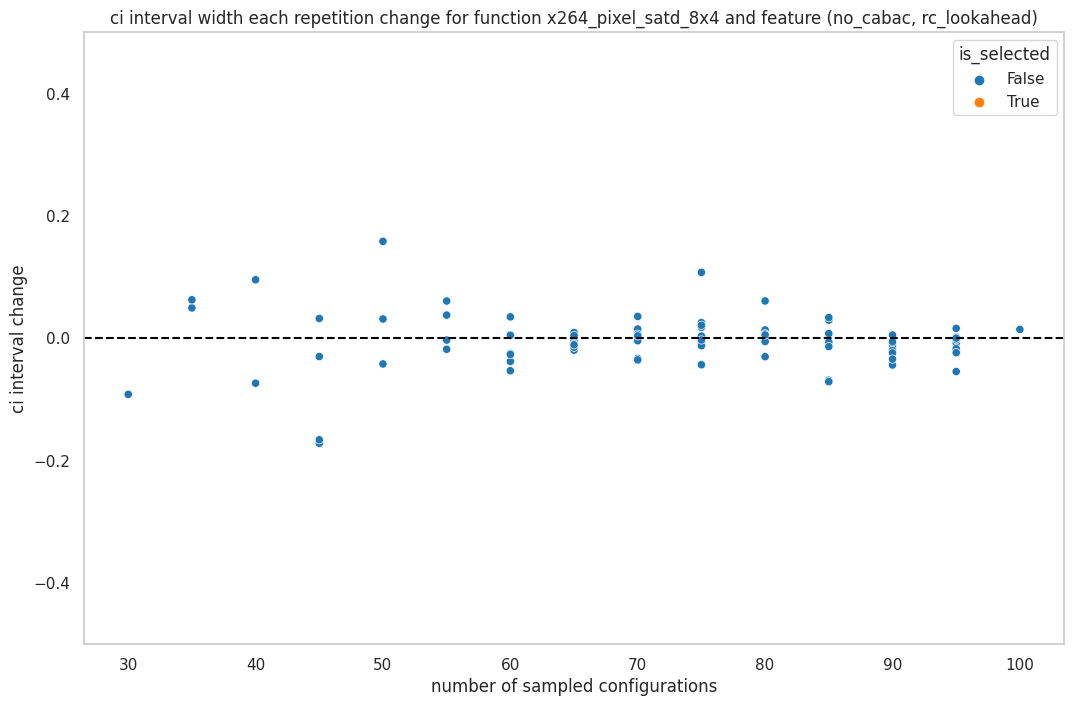 ci interval width each repetition change for function x264_pixel_satd_8x4 and feature (no_cabac, rc_lookahead)
is_selected
False
True
ci interval change
0.4
0.2
0.0
−0.2
−0.4
30 40 50 60 70 80 90 100
number of sampled configurations